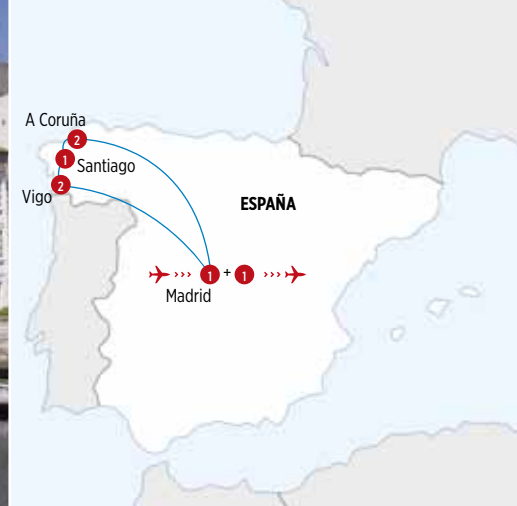 A Coruña
2
1
Santiago
2
Vigo
ESPAÑA
1 + 1
Madrid